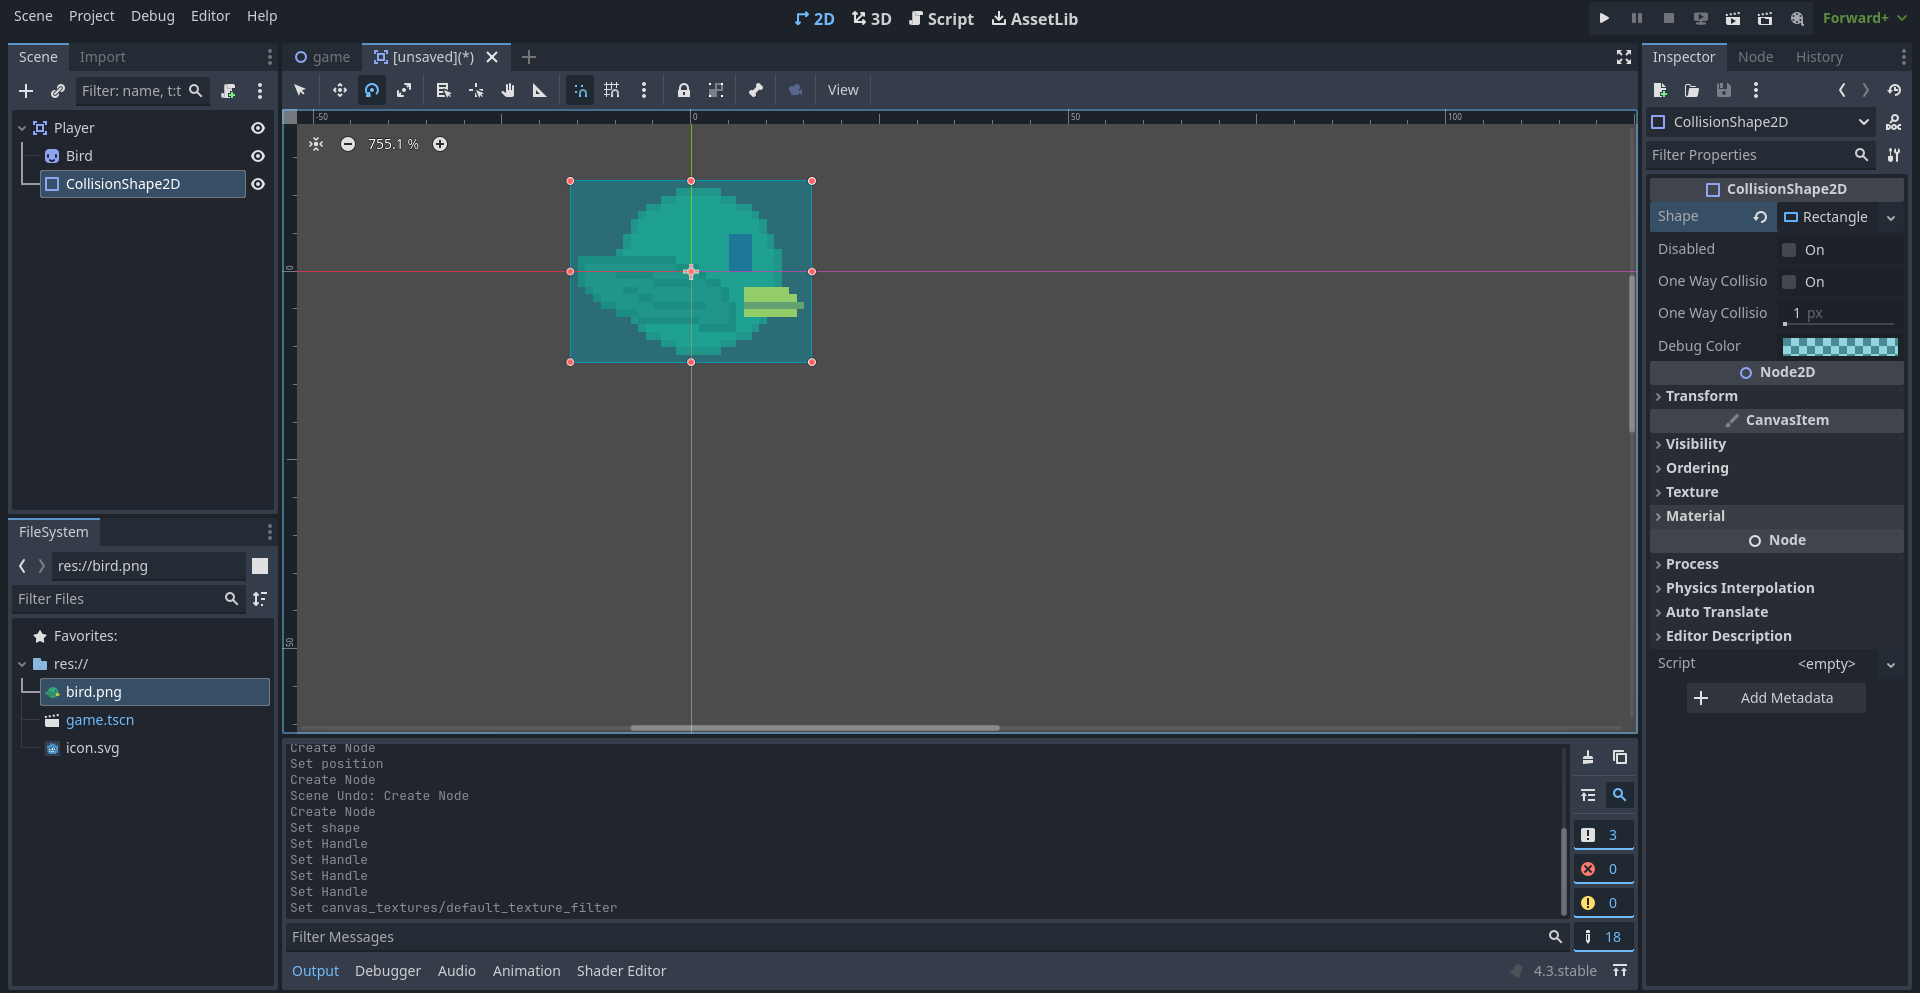 Scene Project Debug Editor Help
2D 3D Script AssetLib
Forward+
Scene Import
Filter: name, t:t
Player
Bird
CollisionShape2D
FileSystem
res://bird.png
Filter Files
Favorites:
res://
bird.png
game.tscn
icon.svg
game [unsaved](*)
View
-50 0 50 100
755.1 %
0
50
Create Node
Set position
Create Node
Scene Undo: Create Node
Create Node
Set shape
Set Handle
Set Handle
Set Handle
Set Handle
Set canvas_textures/default_texture_filter
3
0
0
18
Filter Messages
Output Debugger Audio Animation Shader Editor
4.3.stable
Inspector Node History
CollisionShape2D
Filter Properties
CollisionShape2D
Shape Rectangle
Disabled On
One Way Collisio On
One Way Collisio 1 px
Debug Color
Node2D
Transform
CanvasItem
Visibility
Ordering
Texture
Material
Node
Process
Physics Interpolation
Auto Translate
Editor Description
Script <empty>
Add Metadata